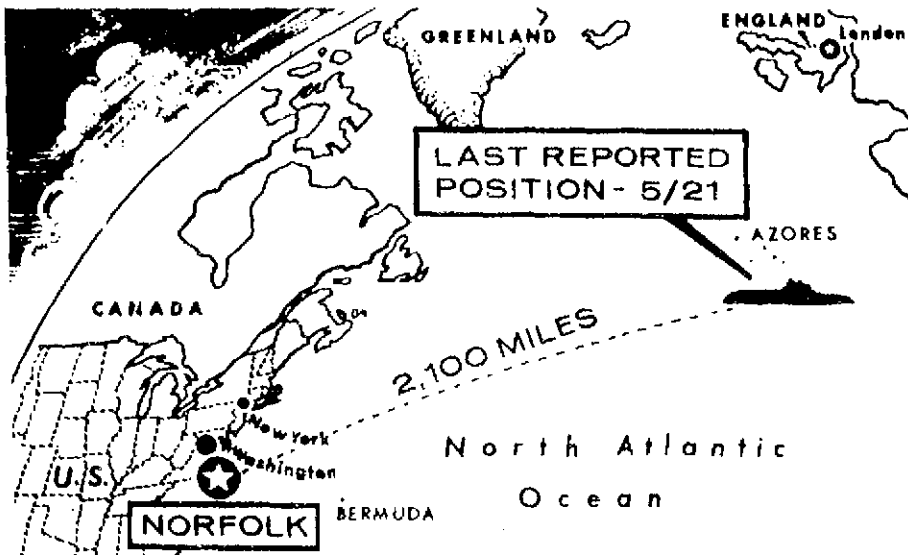 GREENLAND
ENGLAND
London
LAST REPORTED
POSITION - 5/21
AZORES
CANADA
2,100 MILES
New York
Washington
U.S.
North Atlantic
Ocean
NORFOLK
BERMUDA